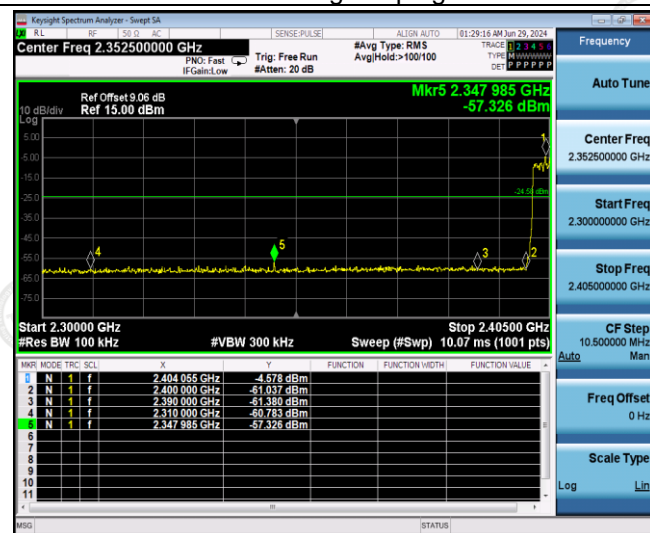 Keysight Spectrum Analyzer - Swept SA
RL RF 50 Ω AC SENSE:PULSE ALIGN AUTO 01:29:16 AM Jun 29, 2024
Center Freq 2.352500000 GHz
PNO: Fast
IFGain:Low
Trig: Free Run
#Atten: 20 dB
#Avg Type: RMS
Avg|Hold:>100/100
TRACE 1 2 3 4 5 6
TYPE M WWWWW
DET P P P P P P
Ref Offset 9.06 dB
10 dB/div Ref 15.00 dBm
Log
Mkr5 2.347 985 GHz
-57.326 dBm
5.00
-5.00
-15.0
-25.0
-35.0
-45.0
-55.0
-65.0
-75.0
1
4
5
3
2
Start 2.30000 GHz Stop 2.40500 GHz
#Res BW 100 kHz #VBW 300 kHz Sweep (#Swp) 10.07 ms (1001 pts)
MKR MODE TRC SCL X Y FUNCTION FUNCTION WIDTH FUNCTION VALUE
1 N 1 f 2.404 055 GHz -4.578 dBm
2 N 1 f 2.400 000 GHz -61.037 dBm
3 N 1 f 2.390 000 GHz -61.380 dBm
4 N 1 f 2.310 000 GHz -60.783 dBm
5 N 1 f 2.347 985 GHz -57.326 dBm
6
7
8
9
10
11
MSG STATUS
Frequency
Auto Tune
Center Freq
2.352500000 GHz
Start Freq
2.300000000 GHz
Stop Freq
2.405000000 GHz
CF Step
10.500000 MHz
Auto Man
Freq Offset
0 Hz
Scale Type
Log Lin